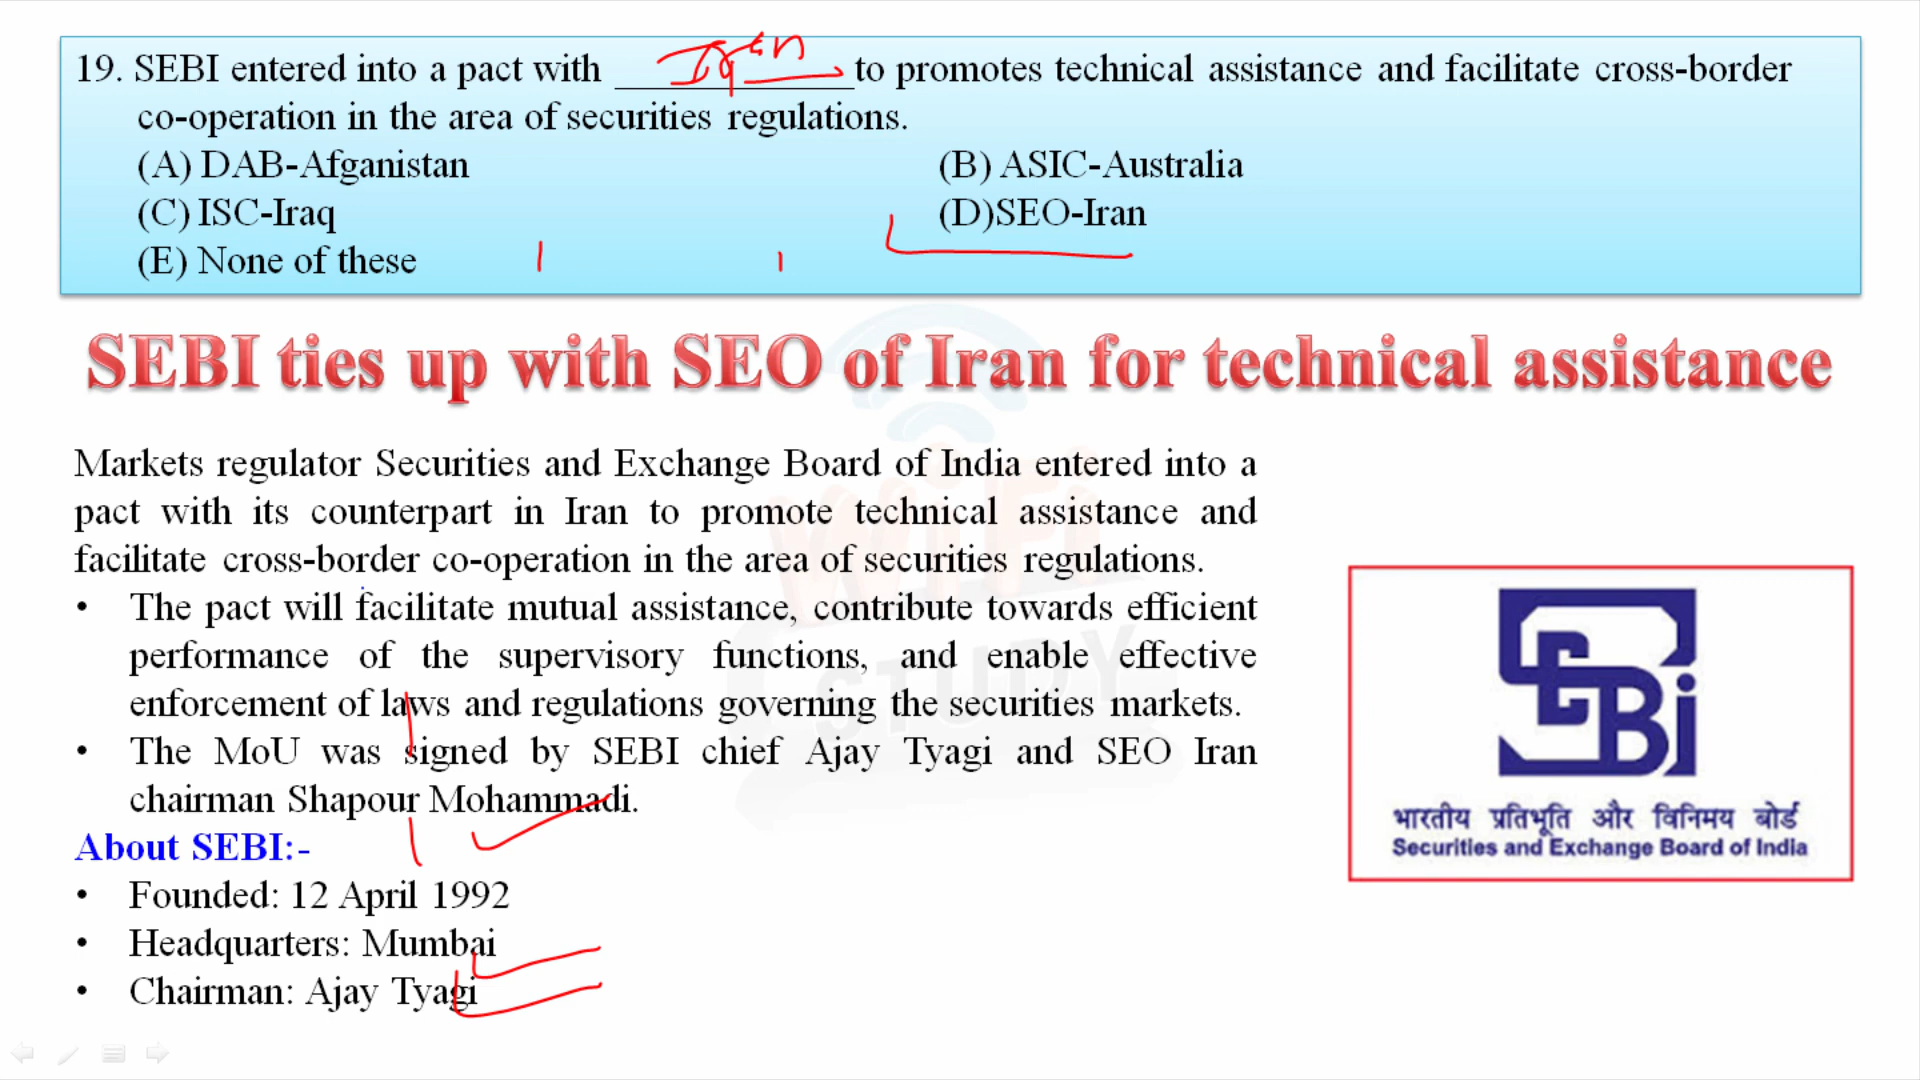 19. SEBI entered into a pact with ____________ to promotes technical assistance and facilitate cross-border
Iran
co-operation in the area of securities regulations.
(A) DAB-Afganistan (B) ASIC-Australia
(C) ISC-Iraq (D)SEO-Iran
(E) None of these
SEBI ties up with SEO of Iran for technical assistance
Markets regulator Securities and Exchange Board of India entered into a
pact with its counterpart in Iran to promote technical assistance and
facilitate cross-border co-operation in the area of securities regulations.
• The pact will facilitate mutual assistance, contribute towards efficient
performance of the supervisory functions, and enable effective
enforcement of laws and regulations governing the securities markets.
• The MoU was signed by SEBI chief Ajay Tyagi and SEO Iran
chairman Shapour Mohammadi.
About SEBI:-
• Founded: 12 April 1992
• Headquarters: Mumbai
• Chairman: Ajay Tyagi
SEBi
भारतीय प्रतिभूति और विनिमय बोर्ड
Securities and Exchange Board of India
WiFi
STUDY